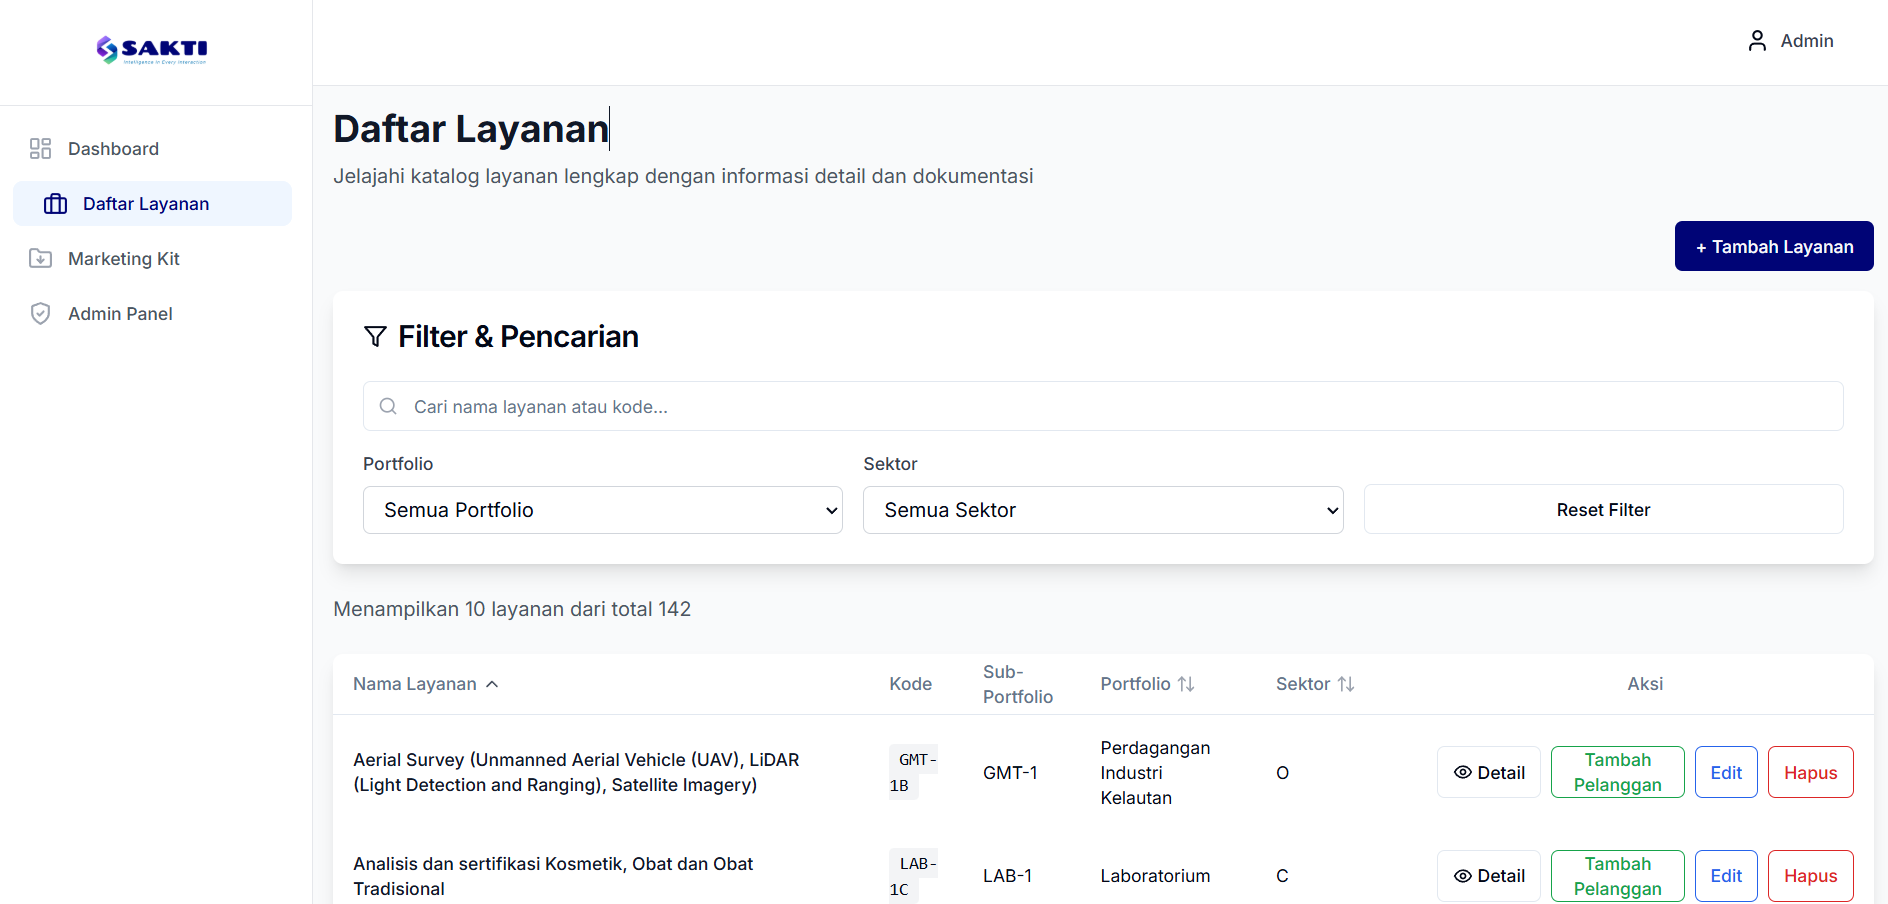 SAKTI
Intelligence in Every Interaction
Admin
Dashboard
Daftar Layanan
Marketing Kit
Admin Panel
Daftar Layanan
Jelajahi katalog layanan lengkap dengan informasi detail dan dokumentasi
+ Tambah Layanan
Filter & Pencarian
Cari nama layanan atau kode...
Portfolio
Sektor
Semua Portfolio
Semua Sektor
Reset Filter
Menampilkan 10 layanan dari total 142
Nama Layanan
Kode
Sub-
Portfolio
Portfolio
Sektor
Aksi
Aerial Survey (Unmanned Aerial Vehicle (UAV), LiDAR
(Light Detection and Ranging), Satellite Imagery)
GMT-
1B
GMT-1
Perdagangan
Industri
Kelautan
O
Detail
Tambah
Pelanggan
Edit
Hapus
Analisis dan sertifikasi Kosmetik, Obat dan Obat
Tradisional
LAB-
1C
LAB-1
Laboratorium
C
Detail
Tambah
Pelanggan
Edit
Hapus